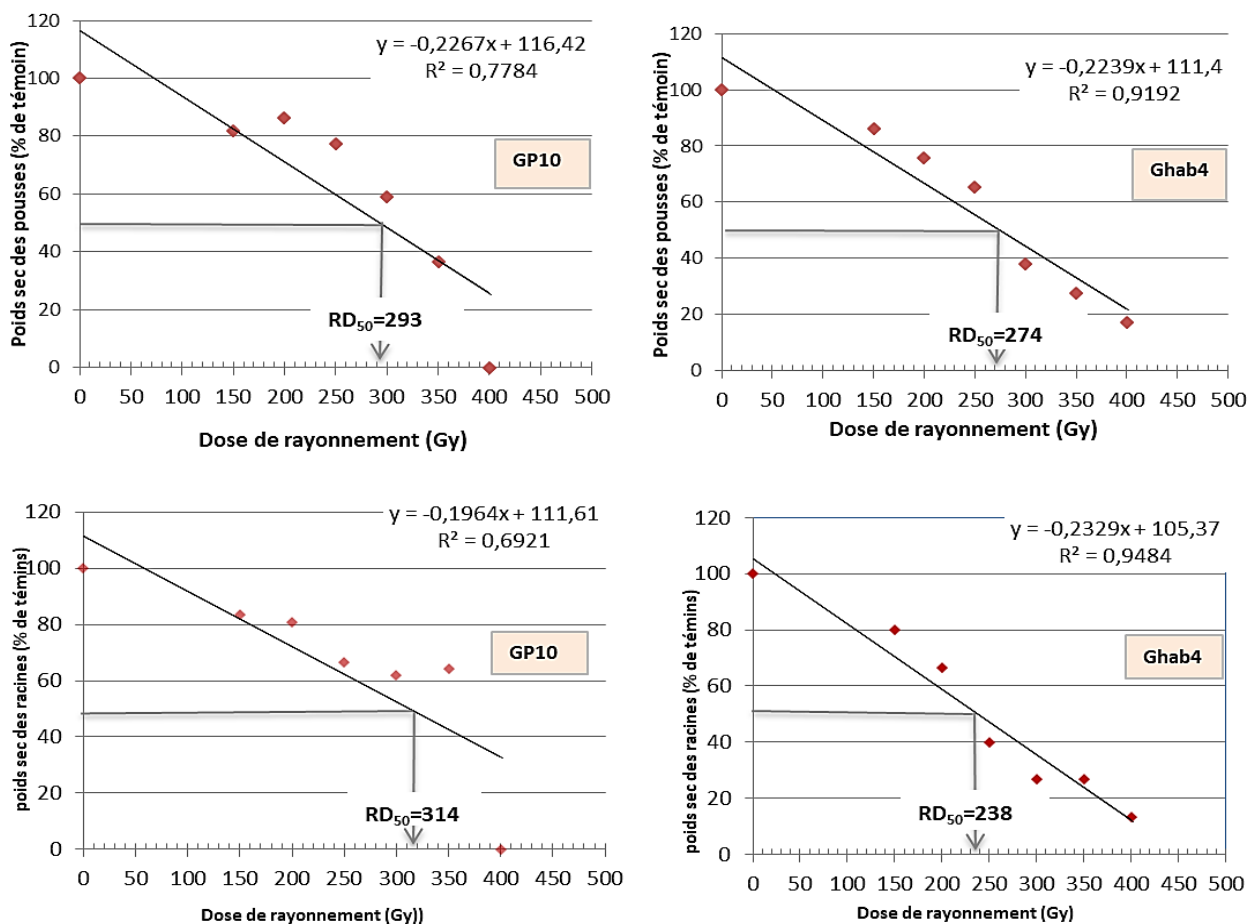 120
100
80
60
40
20
0
Poids sec des pousses (% de témoin)
y = -0,2267x + 116,42
R² = 0,7784
GP10
RD₅₀=293
0 50 100 150 200 250 300 350 400 450 500
Dose de rayonnement (Gy)
120
100
80
60
40
20
0
Poids sec des pousses (% de témoin)
y = -0,2239x + 111,4
R² = 0,9192
Ghab4
RD₅₀=274
0 50 100 150 200 250 300 350 400 450 500
Dose de rayonnement (Gy)
120
100
80
60
40
20
0
poids sec des racines (% de témins)
y = -0,1964x + 111,61
R² = 0,6921
GP10
RD₅₀=314
0 50 100 150 200 250 300 350 400 450 500
Dose de rayonnement (Gy))
120
100
80
60
40
20
0
poids sec des racines (% de témins)
y = -0,2329x + 105,37
R² = 0,9484
Ghab4
RD₅₀=238
0 50 100 150 200 250 300 350 400 450 500
Dose de rayonnement (Gy)